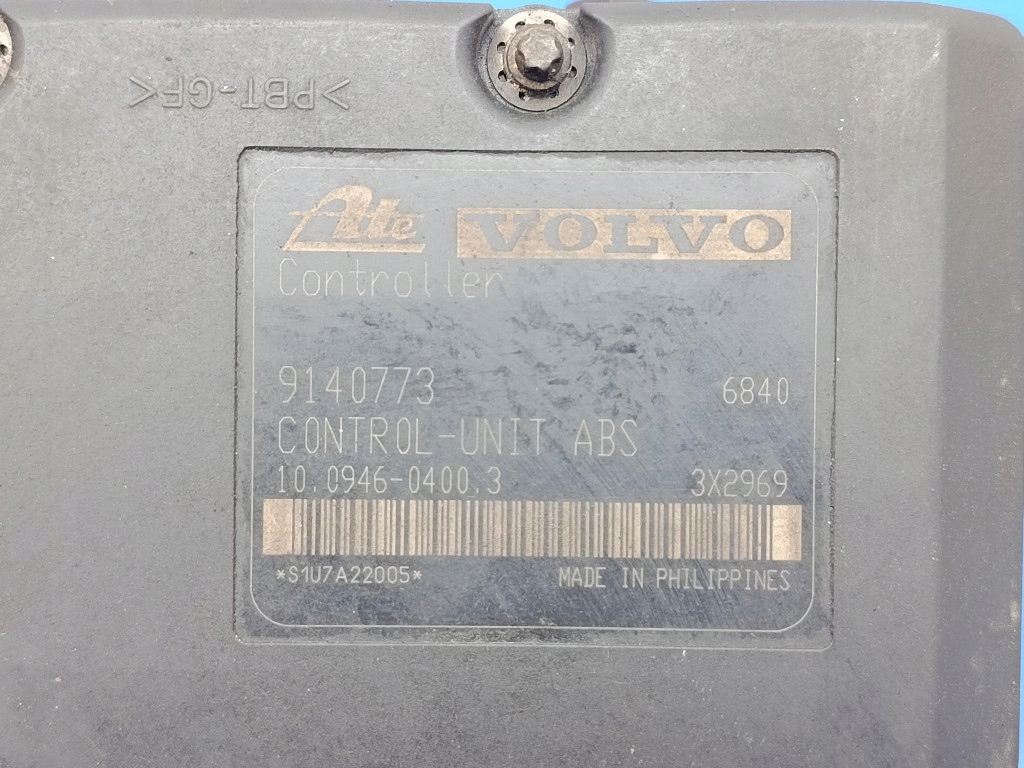 >PBT-GF<
Ate VOLVO
Controller
9140773 6840
CONTROL-UNIT ABS
10.0946-0400.3 3X2969
*S1U7A22005*
MADE IN PHILIPPINES